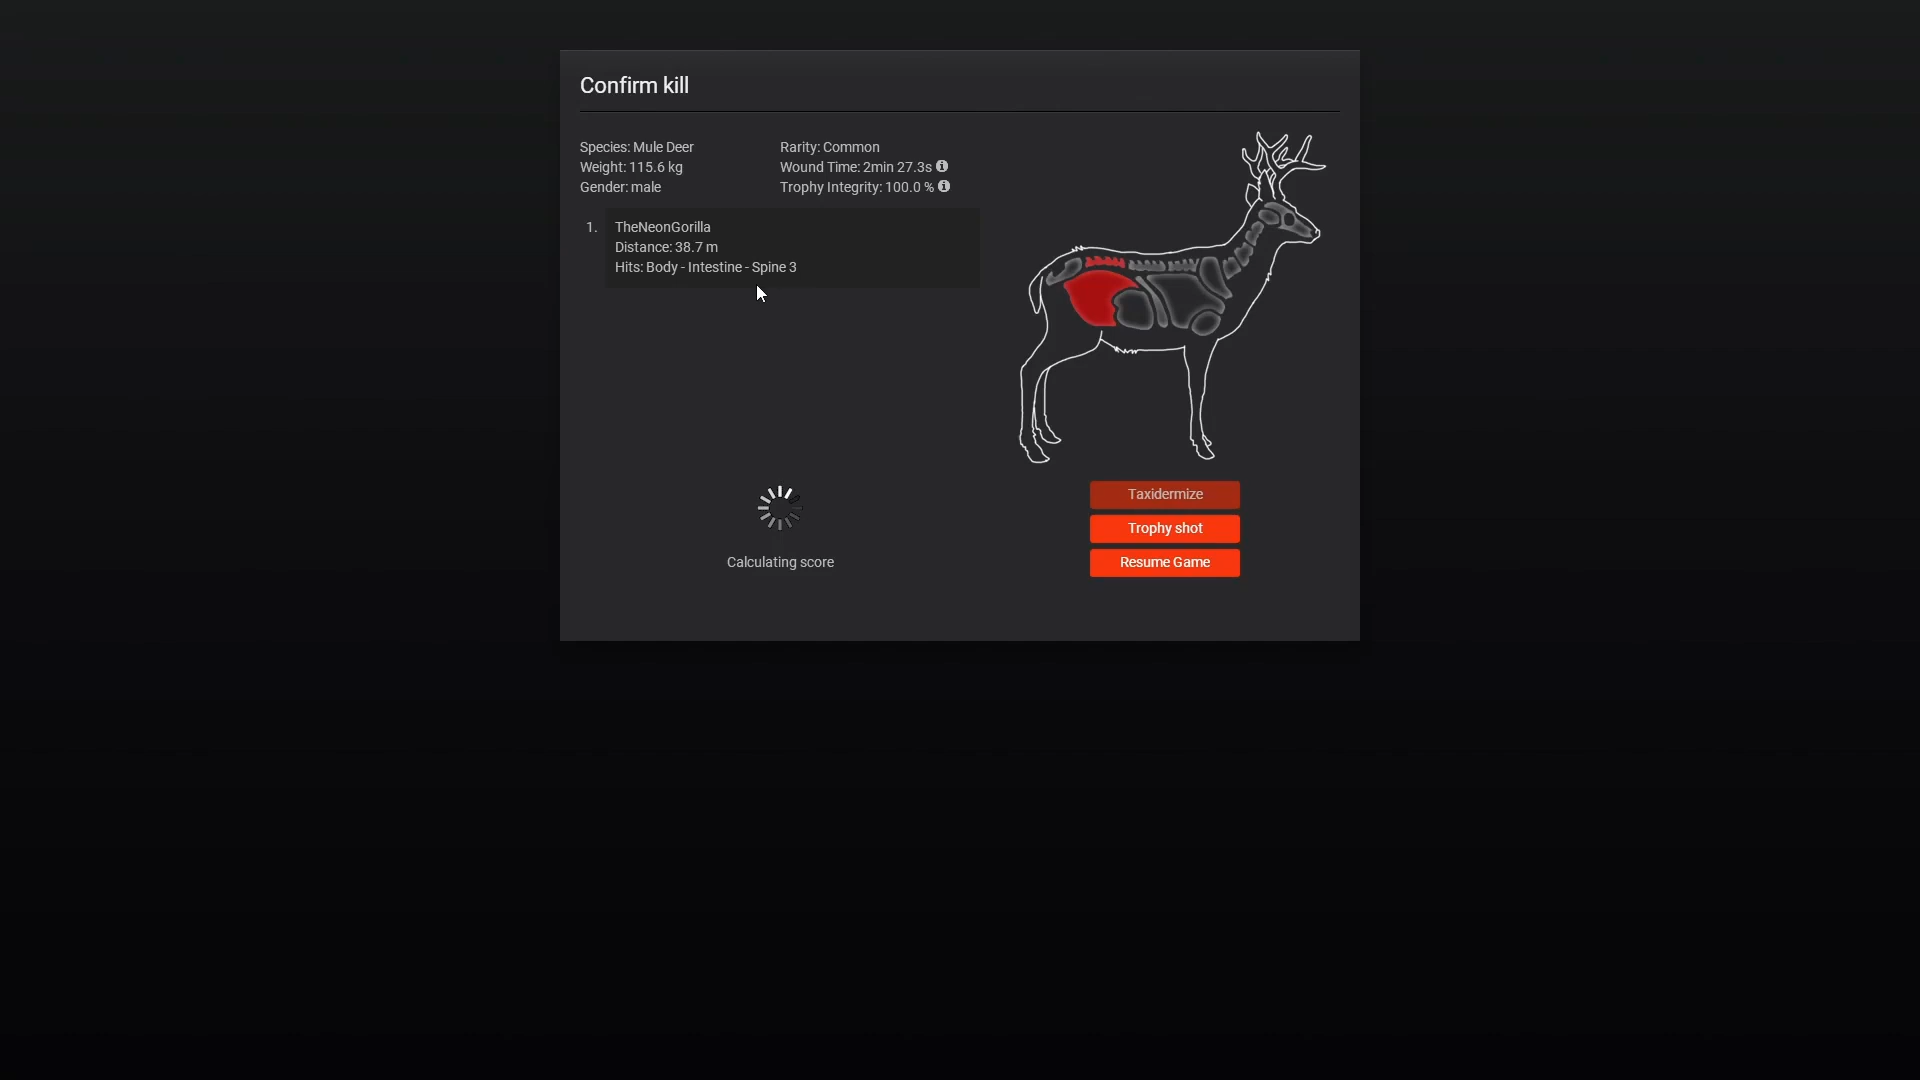 Confirm kill
Species: Mule Deer
Weight: 115.6 kg
Gender: male
Rarity: Common
Wound Time: 2min 27.3s
Trophy Integrity: 100.0 %
1. TheNeonGorilla
Distance: 38.7 m
Hits: Body - Intestine - Spine 3
Calculating score
Taxidermize
Trophy shot
Resume Game